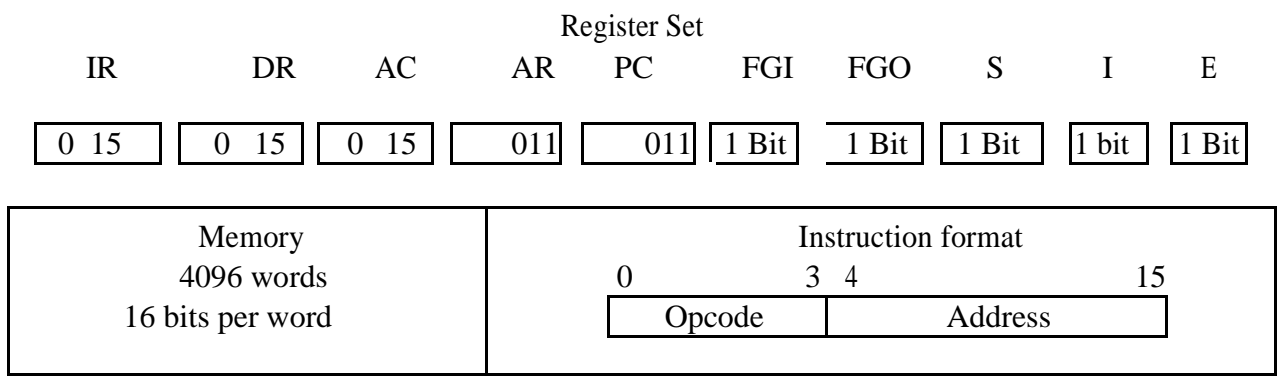 Register Set
IR DR AC AR PC FGI FGO S I E
0 15 0 15 0 15 011 011 1 Bit 1 Bit 1 Bit 1 bit 1 Bit
Memory
4096 words
16 bits per word
Instruction format
0 3 4 15
Opcode Address